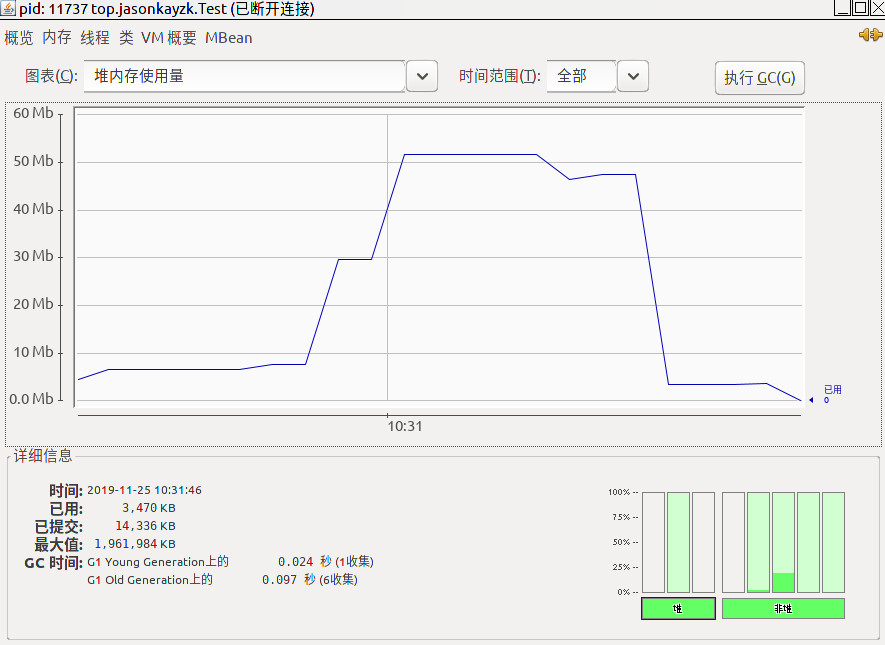 pid: 11737 top.jasonkayzk.Test (已断开连接)
概览 内存 线程 类 VM 概要 MBean
图表(C): 堆内存使用量 时间范围(T): 全部 执行 GC(G)
60 Mb
50 Mb
40 Mb
30 Mb
20 Mb
10 Mb
0.0 Mb
已用
0
10:31
详细信息
时间: 2019-11-25 10:31:46
已用: 3,470 KB
已提交: 14,336 KB
最大值: 1,961,984 KB
GC 时间: G1 Young Generation上的 0.024 秒 (1收集)
G1 Old Generation上的 0.097 秒 (6收集)
100% --
75% --
50% --
25% --
0% --
堆 非堆